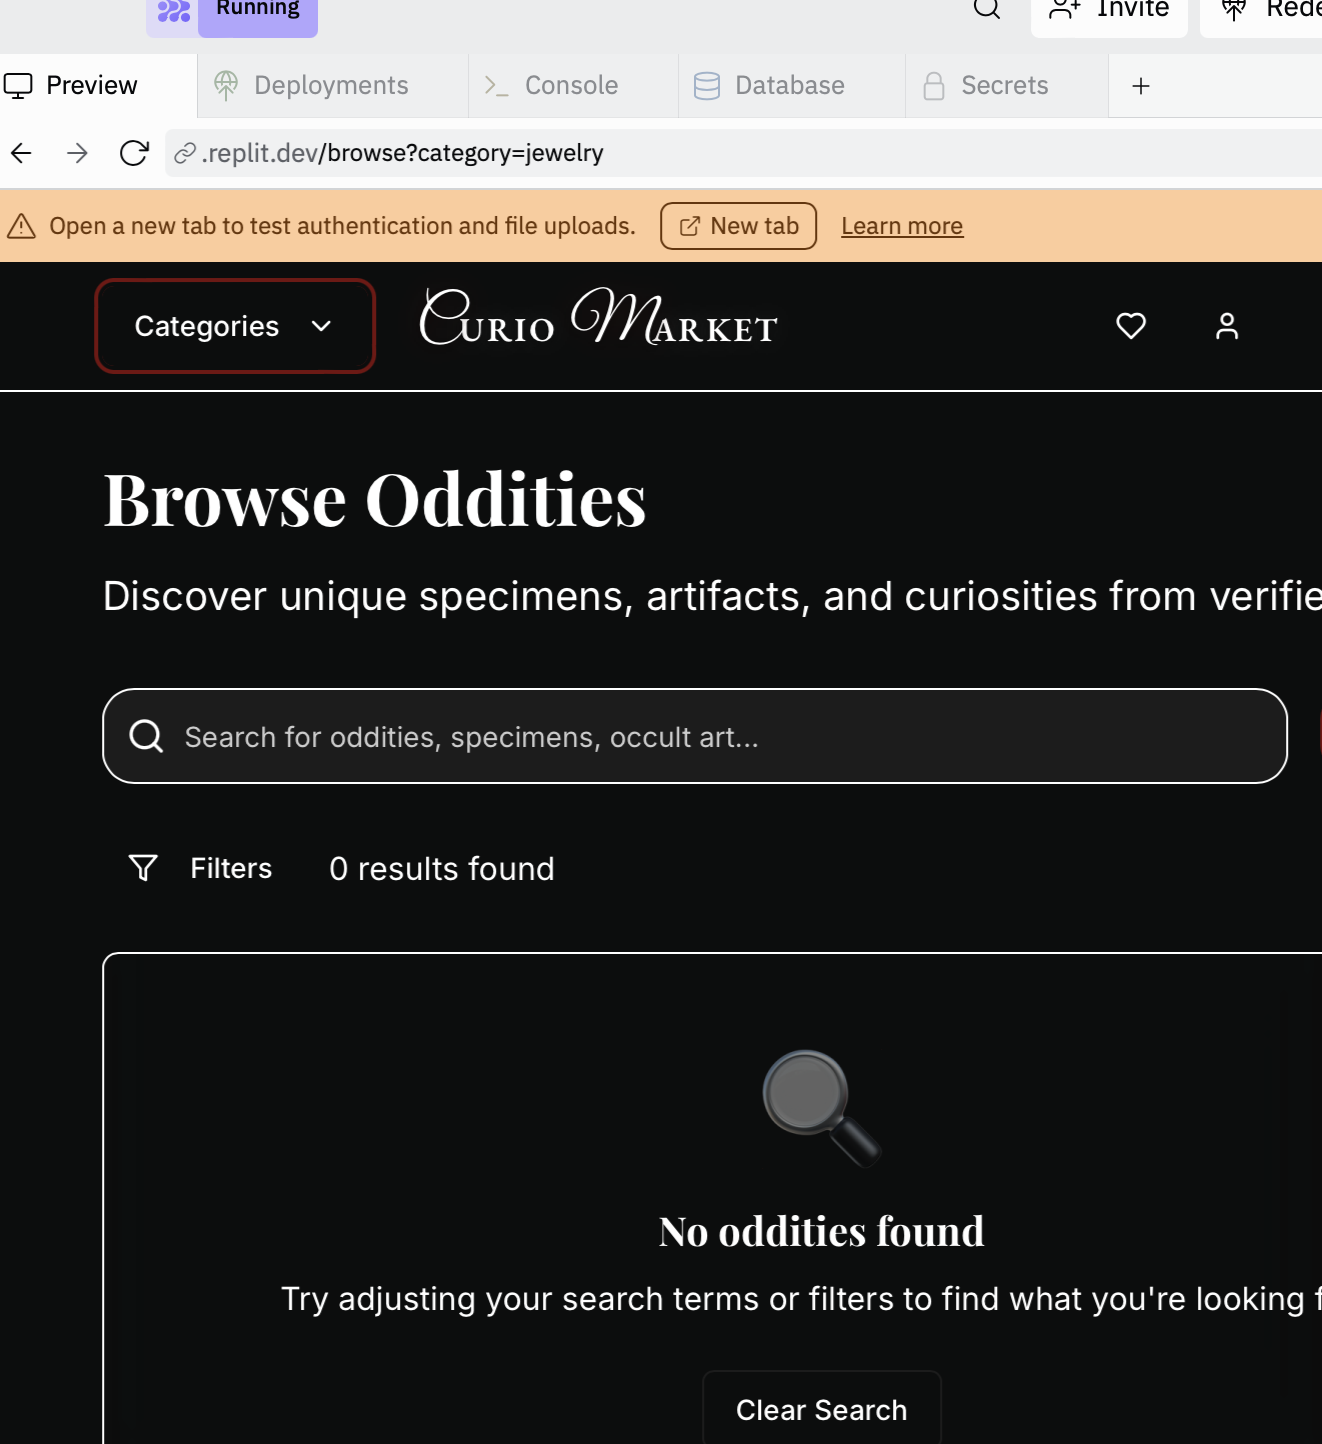 Running
Invite
Preview
Deployments
Console
Database
Secrets
.replit.dev/browse?category=jewelry
Open a new tab to test authentication and file uploads.
New tab
Learn more
Categories
Curio Market
Browse Oddities
Discover unique specimens, artifacts, and curiosities from
Search for oddities, specimens, occult art...
Filters
0 results found
No oddities found
Try adjusting your search terms or filters to find what you're looking
Clear Search